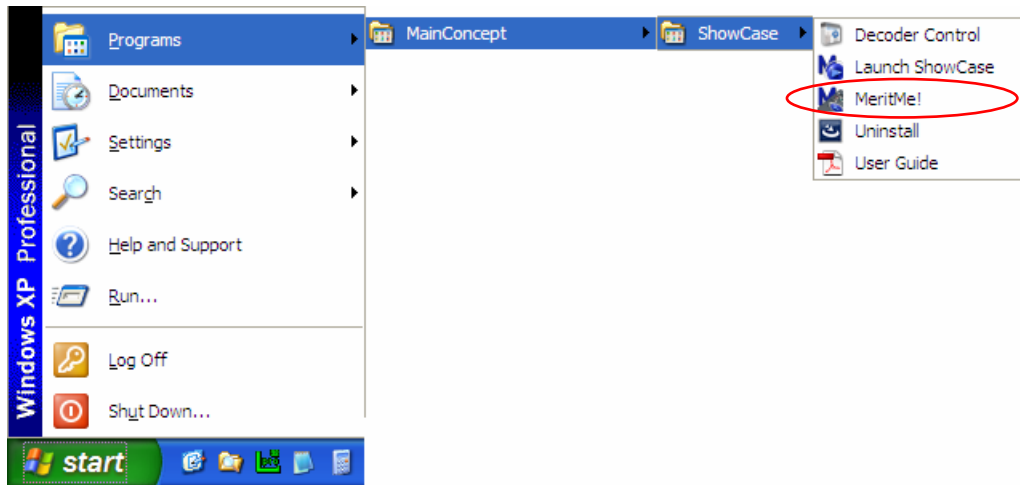 Programs
Documents
Settings
Search
Help and Support
Run...
Log Off
Shut Down...
Windows XP Professional
start
MainConcept
ShowCase
Decoder Control
Launch ShowCase
MeritMe!
Uninstall
User Guide